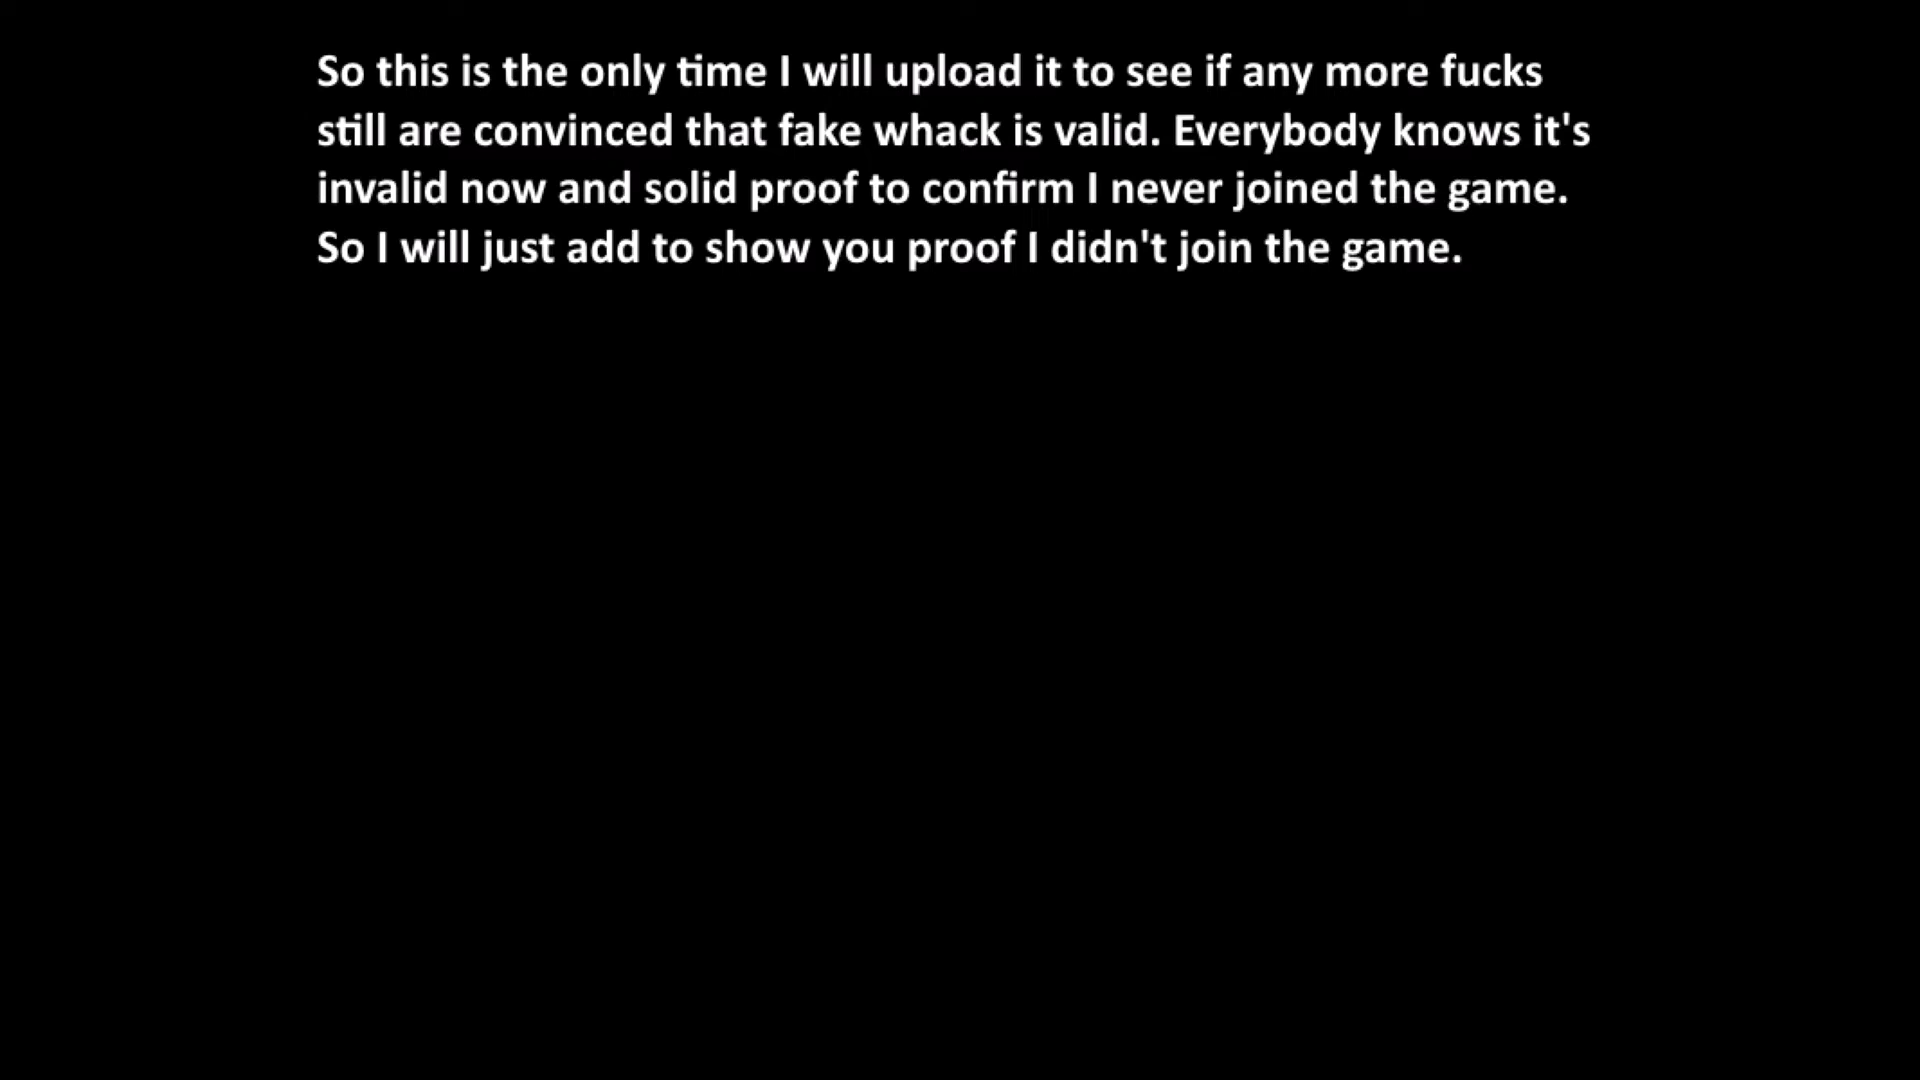 So this is the only time I will upload it to see if any more fucks
still are convinced that fake whack is valid. Everybody knows it's
invalid now and solid proof to confirm I never joined the game.
So I will just add to show you proof I didn't join the game.